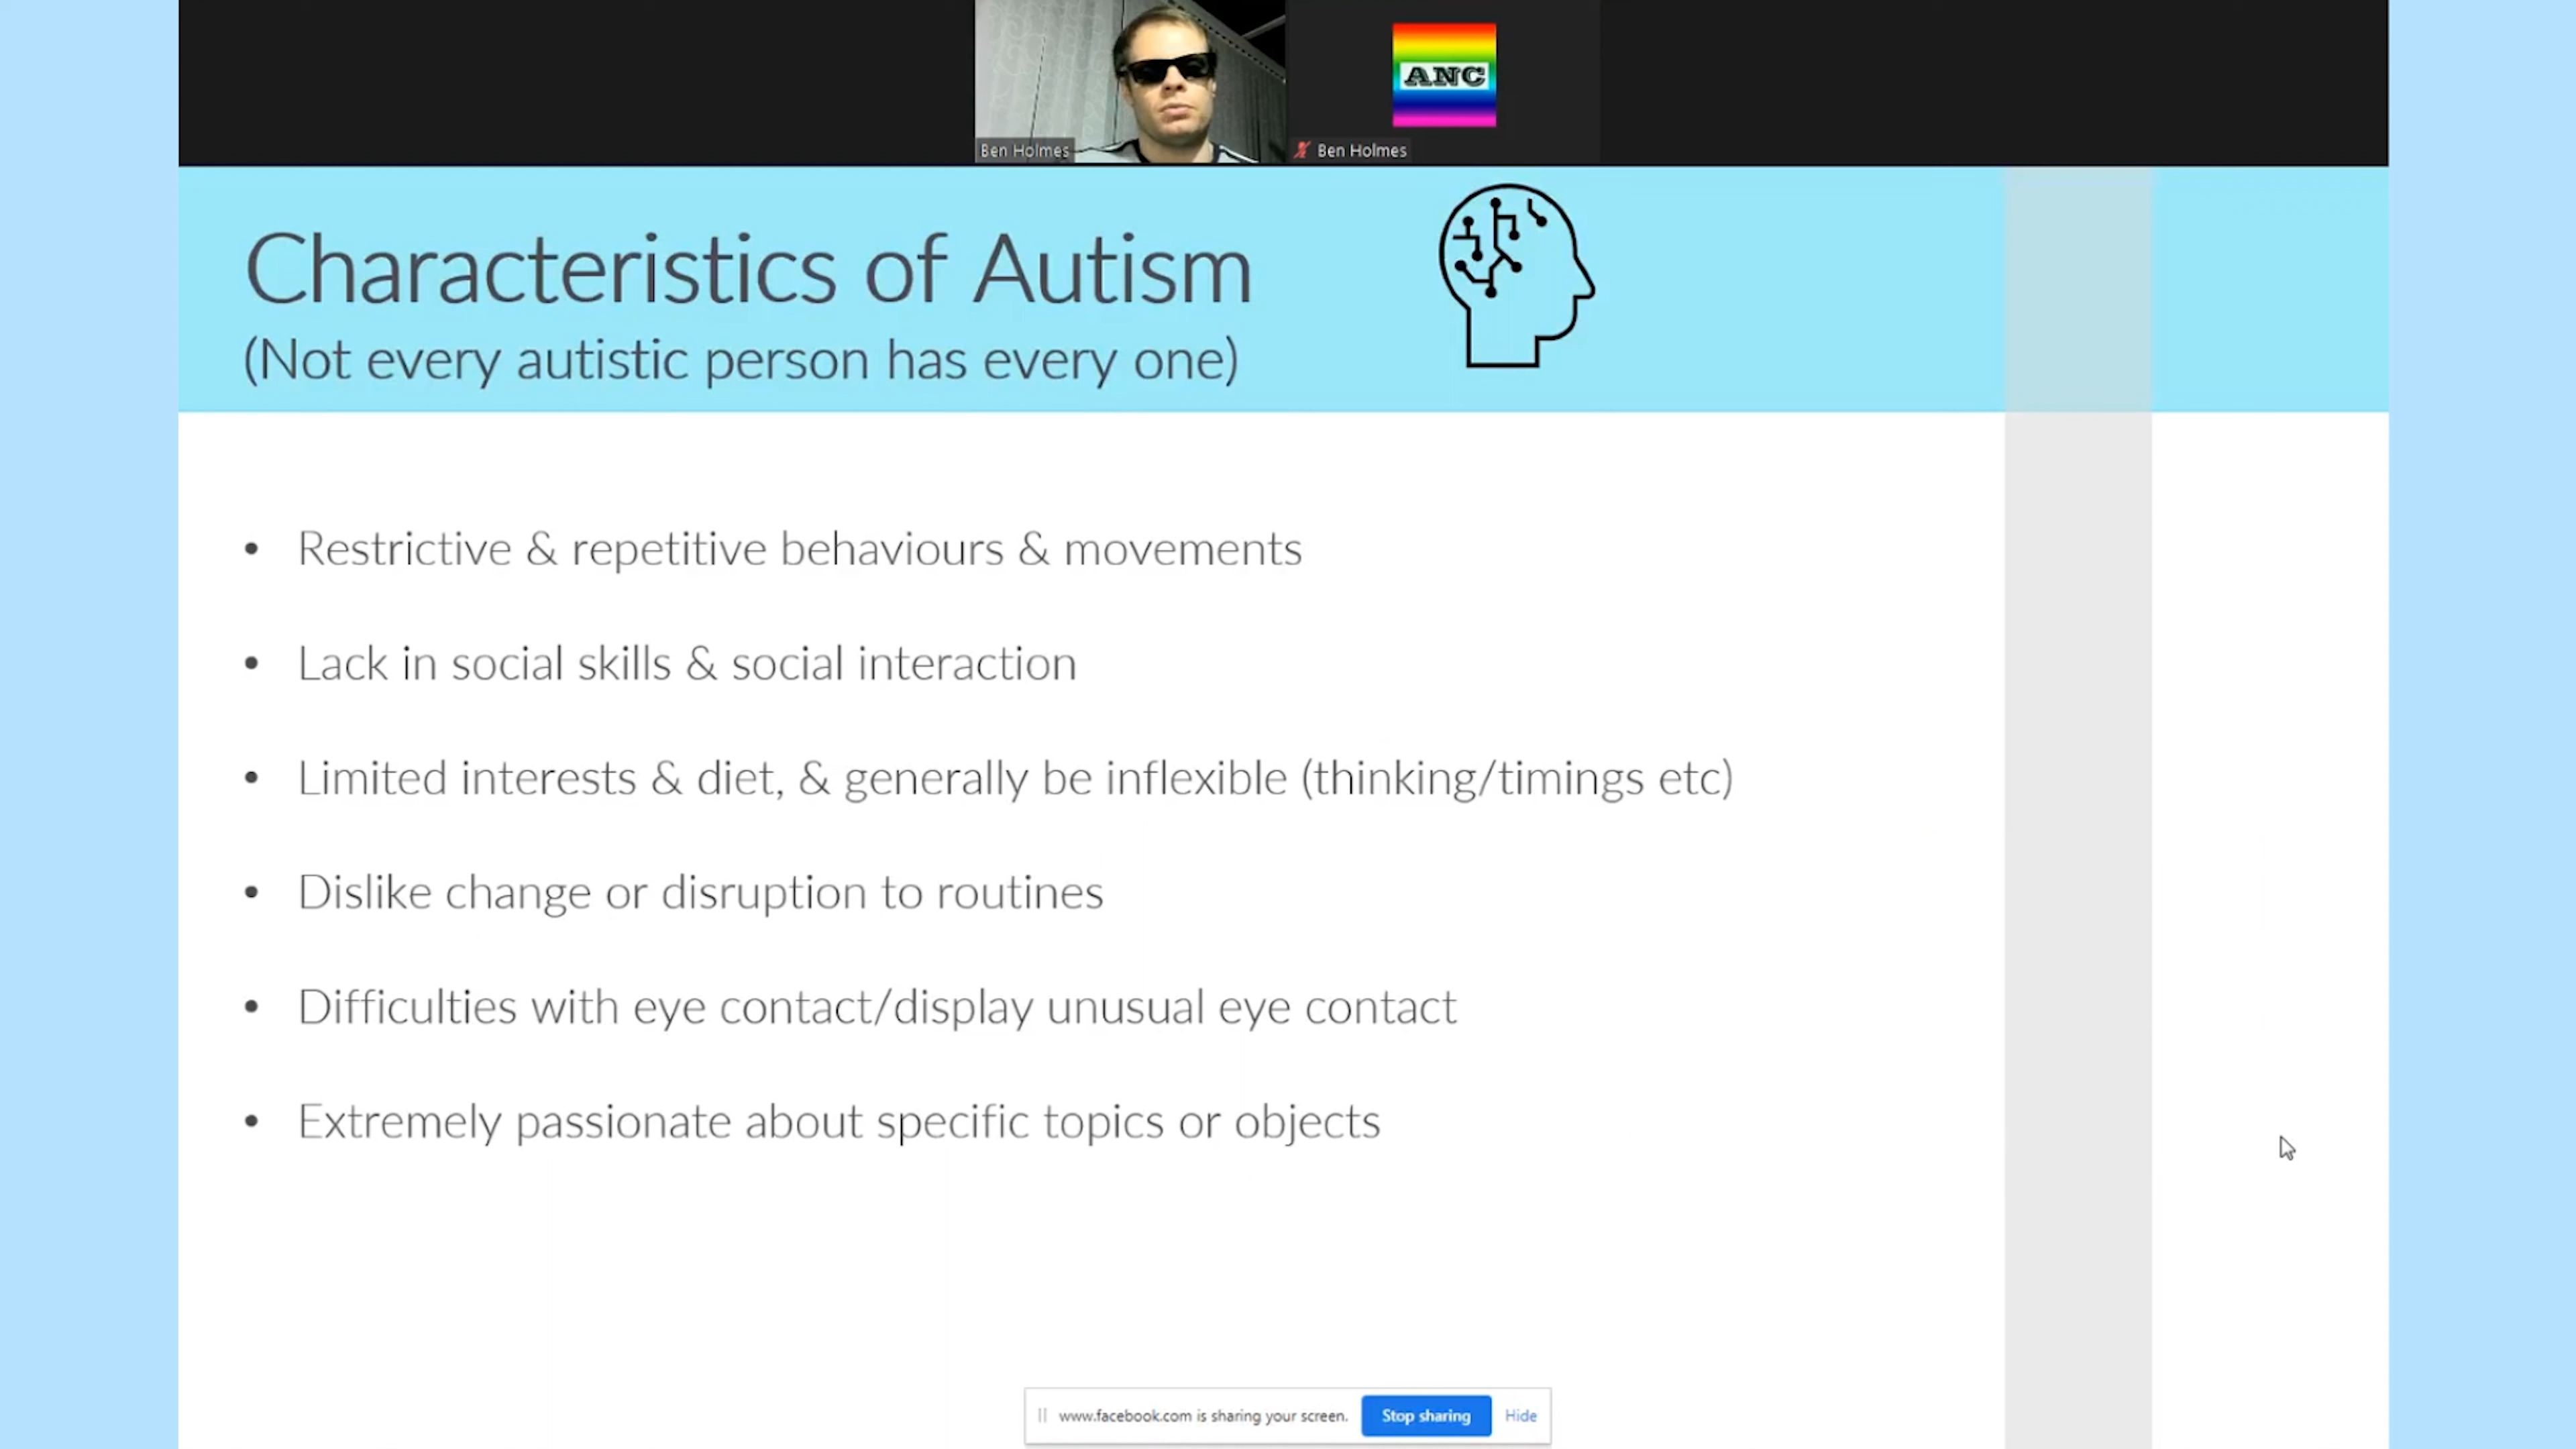 ANC
Ben Holmes
Ben Holmes
Characteristics of Autism
(Not every autistic person has every one)
• Restrictive & repetitive behaviours & movements
• Lack in social skills & social interaction
• Limited interests & diet, & generally be inflexible (thinking/timings etc)
• Dislike change or disruption to routines
• Difficulties with eye contact/display unusual eye contact
• Extremely passionate about specific topics or objects
www.facebook.com is sharing your screen. Stop sharing Hide